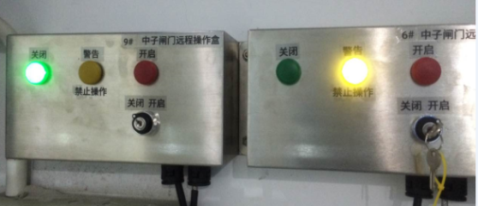 9# 中子闸门远程操作盒
关闭 警告 开启
禁止操作
关闭 开启
6# 中子闸门远
关闭 警告 开启
禁止操作
关闭 开启